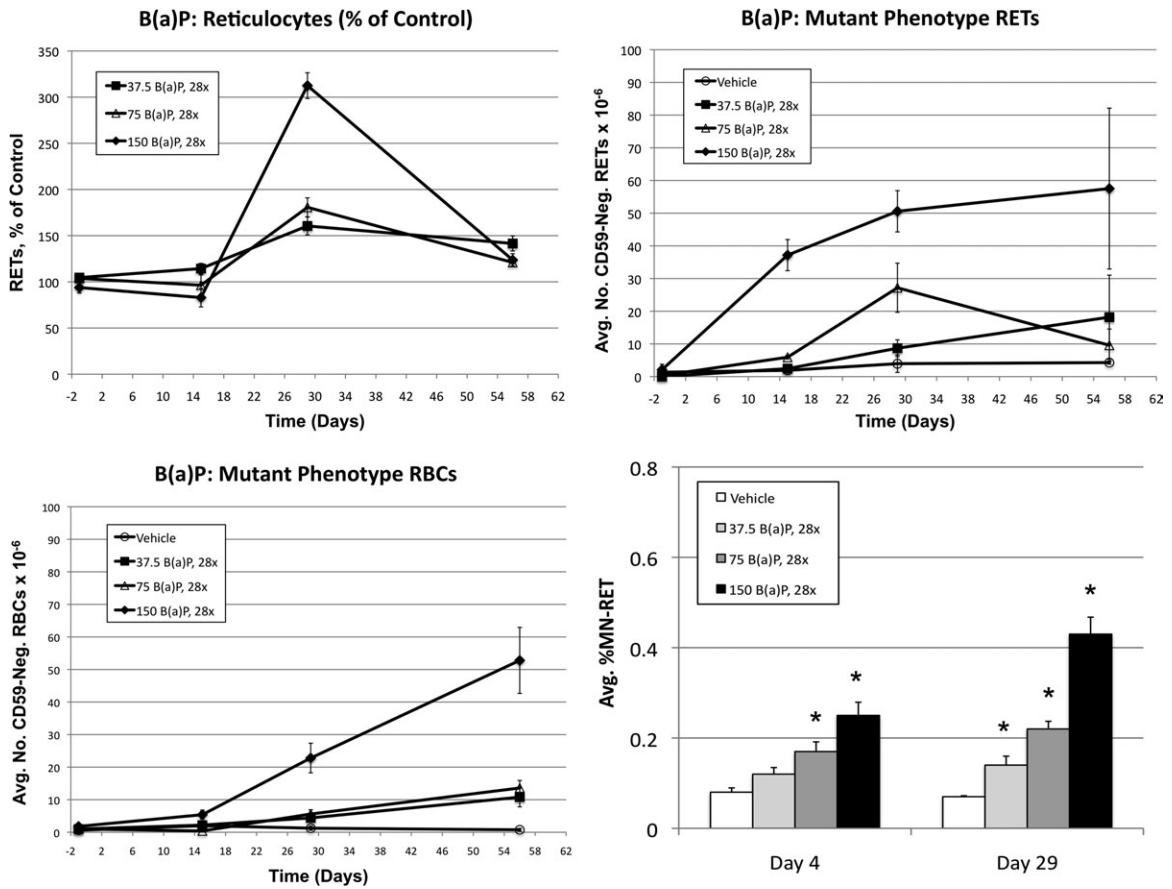 B(a)P: Reticulocytes (% of Control)
RETs, % of Control
350
300
250
200
150
100
50
0
37.5 B(a)P, 28x
75 B(a)P, 28x
150 B(a)P, 28x
-2 2 6 10 14 18 22 26 30 34 38 42 46 50 54 58 62
Time (Days)
B(a)P: Mutant Phenotype RETs
Avg. No. CD59-Neg. RETs x 10-6
100
90
80
70
60
50
40
30
20
10
0
Vehicle
37.5 B(a)P, 28x
75 B(a)P, 28x
150 B(a)P, 28x
-2 2 6 10 14 18 22 26 30 34 38 42 46 50 54 58 62
Time (Days)
B(a)P: Mutant Phenotype RBCs
Avg. No. CD59-Neg. RBCs x 10-6
100
90
80
70
60
50
40
30
20
10
0
Vehicle
37.5 B(a)P, 28x
75 B(a)P, 28x
150 B(a)P, 28x
-2 2 6 10 14 18 22 26 30 34 38 42 46 50 54 58 62
Time (Days)
Avg. %MN-RET
0.8
0.6
0.4
0.2
0
Vehicle
37.5 B(a)P, 28x
75 B(a)P, 28x
150 B(a)P, 28x
* * * * *
Day 4 Day 29